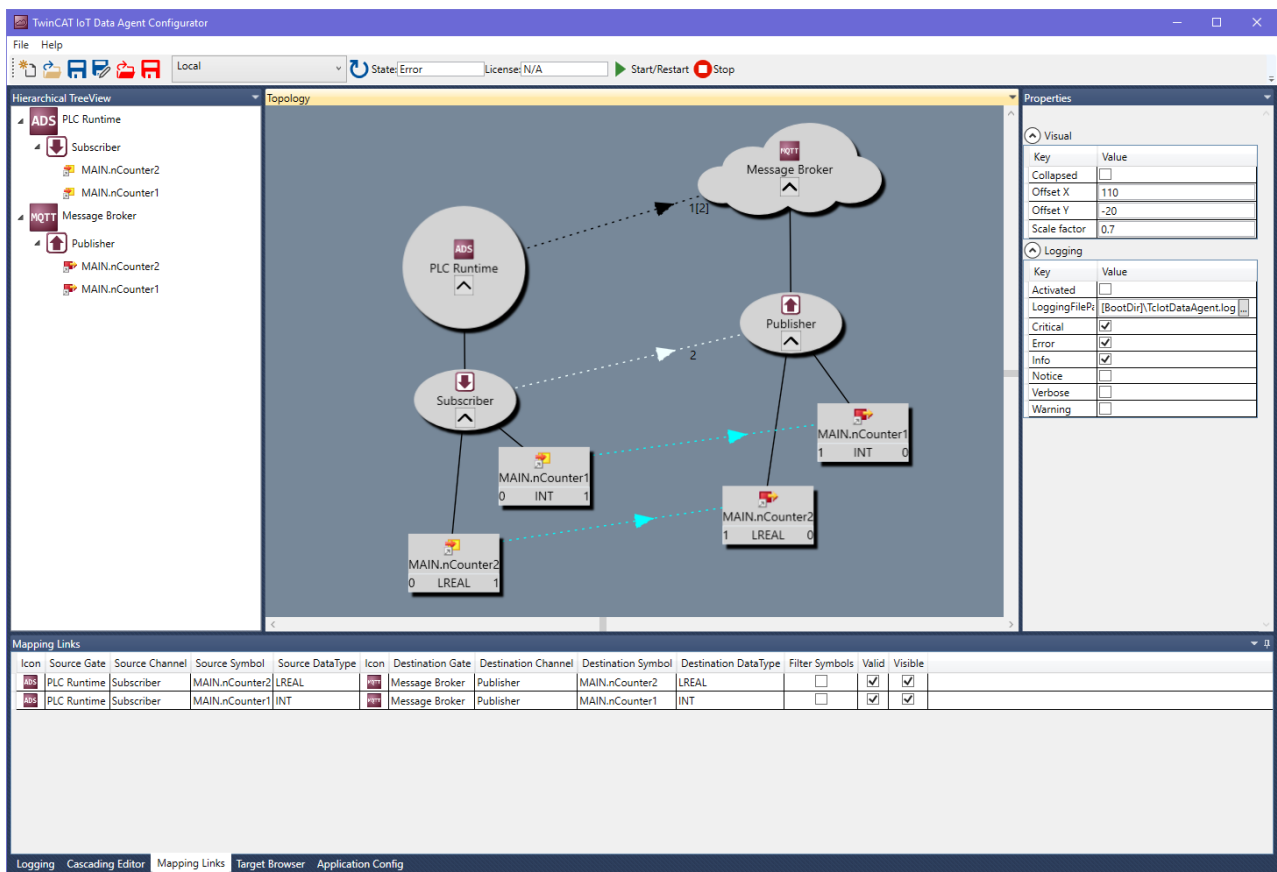 TwinCAT IoT Data Agent Configurator
File Help
Local State: Error License: N/A Start/Restart Stop
Hierarchical TreeView
ADS PLC Runtime
Subscriber
MAIN.nCounter2
MAIN.nCounter1
MQTT Message Broker
Publisher
MAIN.nCounter2
MAIN.nCounter1
Topology
MQTT
Message Broker
1[2]
ADS
PLC Runtime
Publisher
2
Subscriber
MAIN.nCounter1
1 INT 0
MAIN.nCounter1
0 INT 1
MAIN.nCounter2
1 LREAL 0
MAIN.nCounter2
0 LREAL 1
Properties
Visual
Key Value
Collapsed
Offset X 110
Offset Y -20
Scale factor 0.7
Logging
Key Value
Activated
LoggingFilePa [BootDir]\TcIotDataAgent.log ...
Critical
Error
Info
Notice
Verbose
Warning
Mapping Links
Icon Source Gate Source Channel Source Symbol Source DataType Icon Destination Gate Destination Channel Destination Symbol Destination DataType Filter Symbols Valid Visible
ADS PLC Runtime Subscriber MAIN.nCounter2 LREAL MQTT Message Broker Publisher MAIN.nCounter2 LREAL
ADS PLC Runtime Subscriber MAIN.nCounter1 INT MQTT Message Broker Publisher MAIN.nCounter1 INT
Logging Cascading Editor Mapping Links Target Browser Application Config